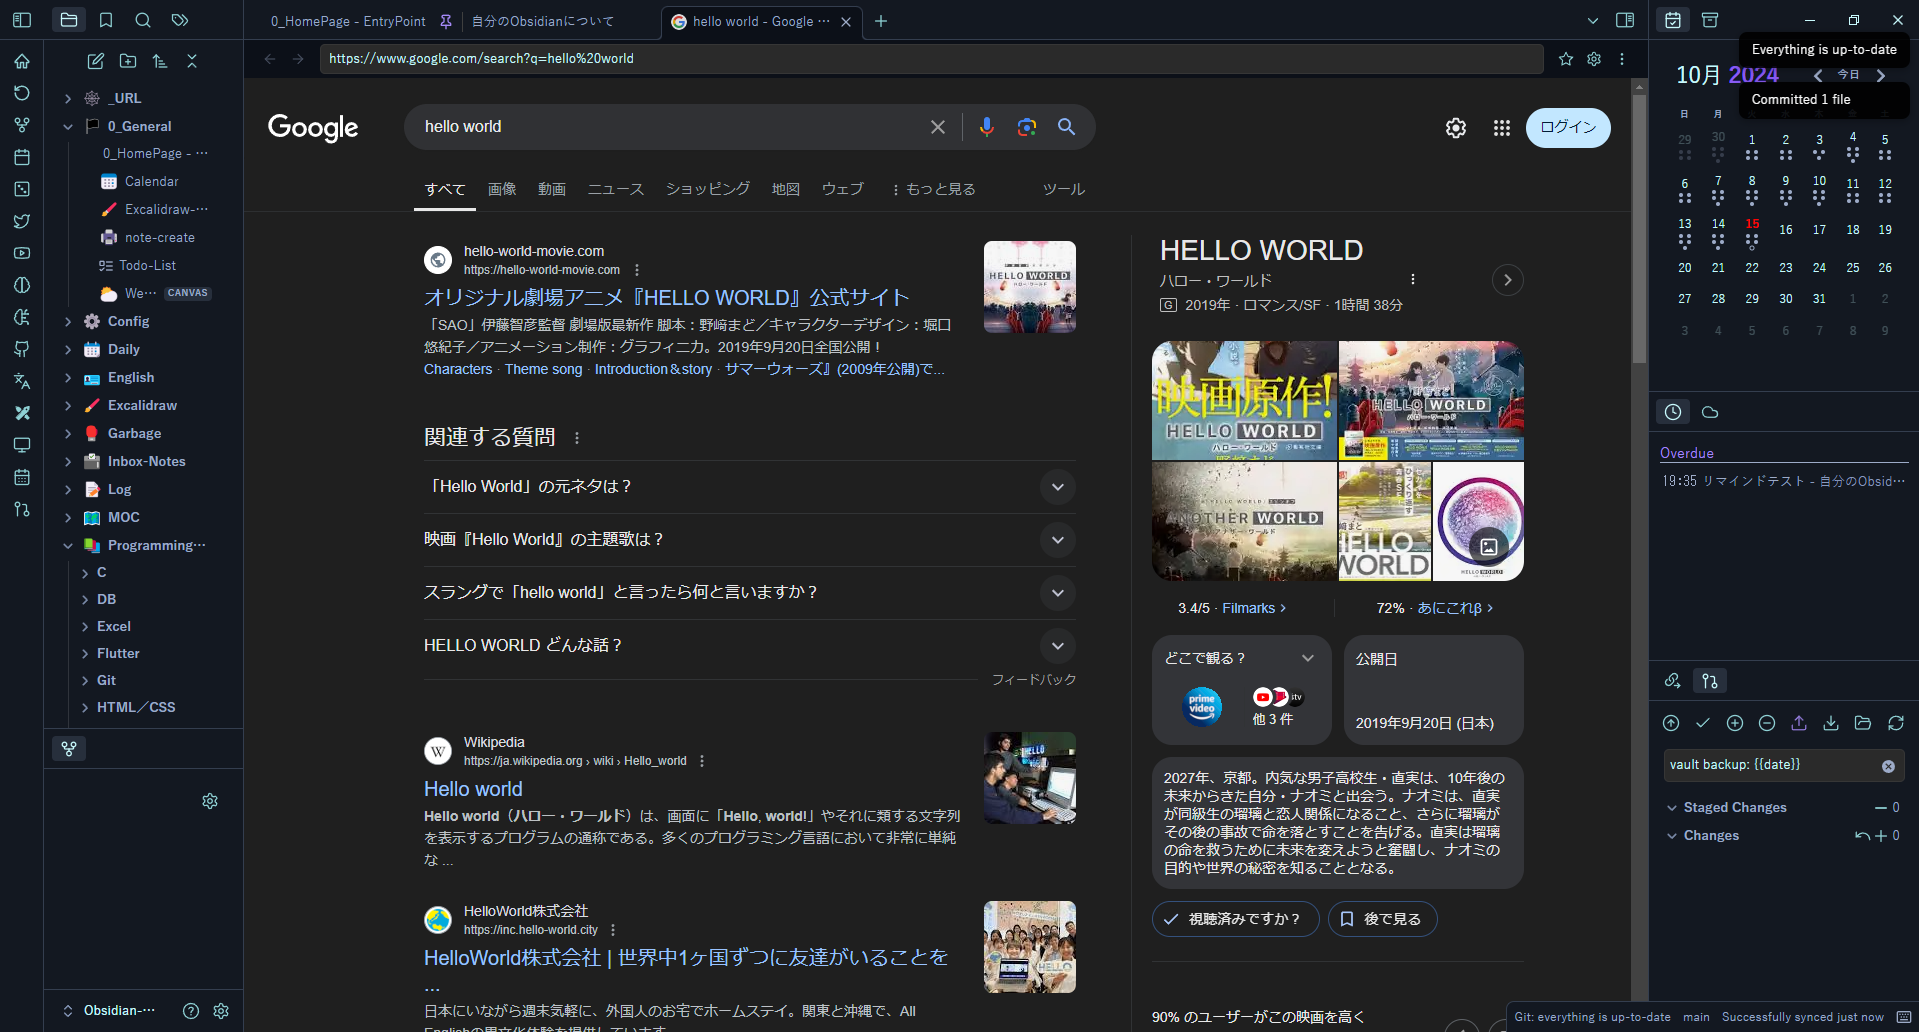 0_HomePage - EntryPoint
自分のObsidianについて
hello world - Google ···
https://www.google.com/search?q=hello%20world
_URL
0_General
0_HomePage - ···
Calendar
Excalidraw-···
note-create
Todo-List
We··· CANVAS
Config
Daily
English
Excalidraw
Garbage
Inbox-Notes
Log
MOC
Programming···
C
DB
Excel
Flutter
Git
HTML／CSS
Obsidian-···
Google
hello world
ログイン
すべて 画像 動画 ニュース ショッピング 地図 ウェブ もっと見る ツール
hello-world-movie.com
https://hello-world-movie.com
オリジナル劇場アニメ『HELLO WORLD』公式サイト
「SAO」伊藤智彦監督 劇場版最新作 脚本：野﨑まど／キャラクターデザイン：堀口
悠紀子／アニメーション制作：グラフィニカ。2019年9月20日全国公開！
Characters · Theme song · Introduction＆story · サマーウォーズ』(2009年公開)で...
関連する質問
「Hello World」の元ネタは？
映画『Hello World』の主題歌は？
スラングで「hello world」と言ったら何と言いますか？
HELLO WORLD どんな話？
フィードバック
Wikipedia
https://ja.wikipedia.org › wiki › Hello_world
Hello world
Hello world（ハロー・ワールド）は、画面に「Hello, world!」やそれに類する文字列
を表示するプログラムの通称である。多くのプログラミング言語において非常に単純
な ...
HelloWorld株式会社
https://inc.hello-world.city
HelloWorld株式会社 | 世界中1ヶ国ずつに友達がいることを
...
日本にいながら週末気軽に、外国人のお宅でホームステイ。関東と沖縄で、All
HELLO WORLD
ハロー・ワールド
HELLO WORLD
ハロー・ワールド
G 2019年 · ロマンス/SF · 1時間 38分
映画原作!
HELLO WORLD
ハロー・ワールド
HELLO WORLD
ハロー・ワールド
ANOTHER WORLD
HELLO
WORLD
HELLO WORLD
3.4/5 · Filmarks ›
72% · あにこれβ ›
どこで観る？
prime
video
tv
他 3 件
公開日
2019年9月20日 (日本)
2027年、京都。内気な男子高校生・直実は、10年後の
未来からきた自分・ナオミと出会う。ナオミは、直実
が同級生の瑠璃と恋人関係になること、さらに瑠璃が
その後の事故で命を落とすことを告げる。直実は瑠璃
の命を救うために未来を変えようと奮闘し、ナオミの
目的や世界の秘密を知ることとなる。
視聴済みですか？
後で見る
90% のユーザーがこの映画を高く
Everything is up-to-date
10月 2024 今日
Committed 1 file
日 月
29 30 1 2 3 4 5
6 7 8 9 10 11 12
13 14 15 16 17 18 19
20 21 22 23 24 25 26
27 28 29 30 31 1 2
3 4 5 6 7 8 9
Overdue
19:35 リマインドテスト - 自分のObsid···
vault backup: {{date}}
Staged Changes 0
Changes 0
Git: everything is up-to-date main Successfully synced just now